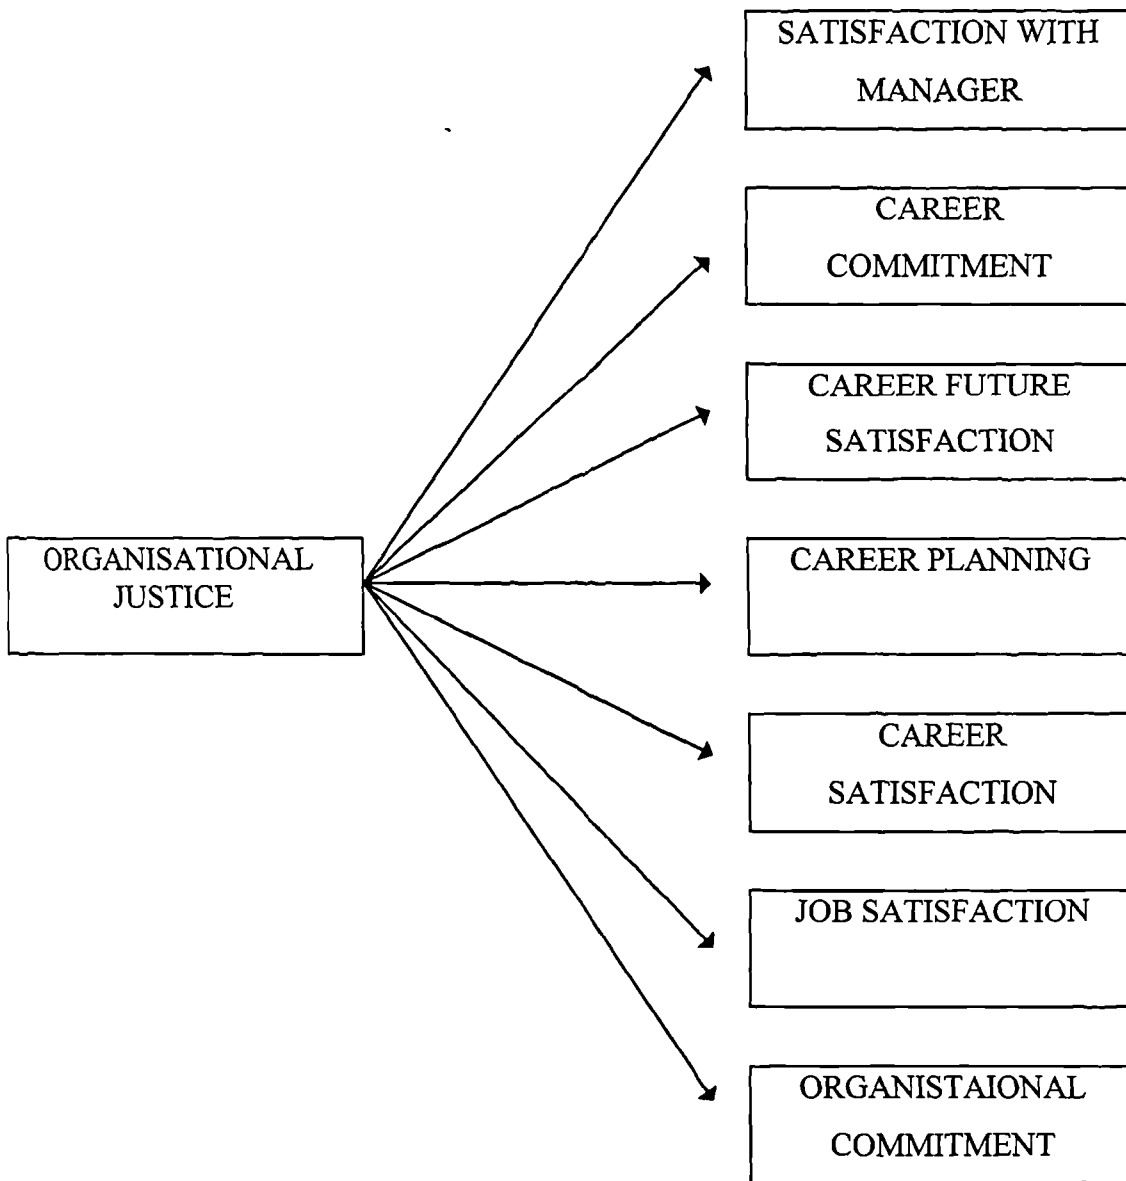 SATISFACTION WITH
MANAGER
CAREER
COMMITMENT
CAREER FUTURE
SATISFACTION
ORGANISATIONAL
JUSTICE
CAREER PLANNING
CAREER
SATISFACTION
JOB SATISFACTION
ORGANISTAIONAL
COMMITMENT